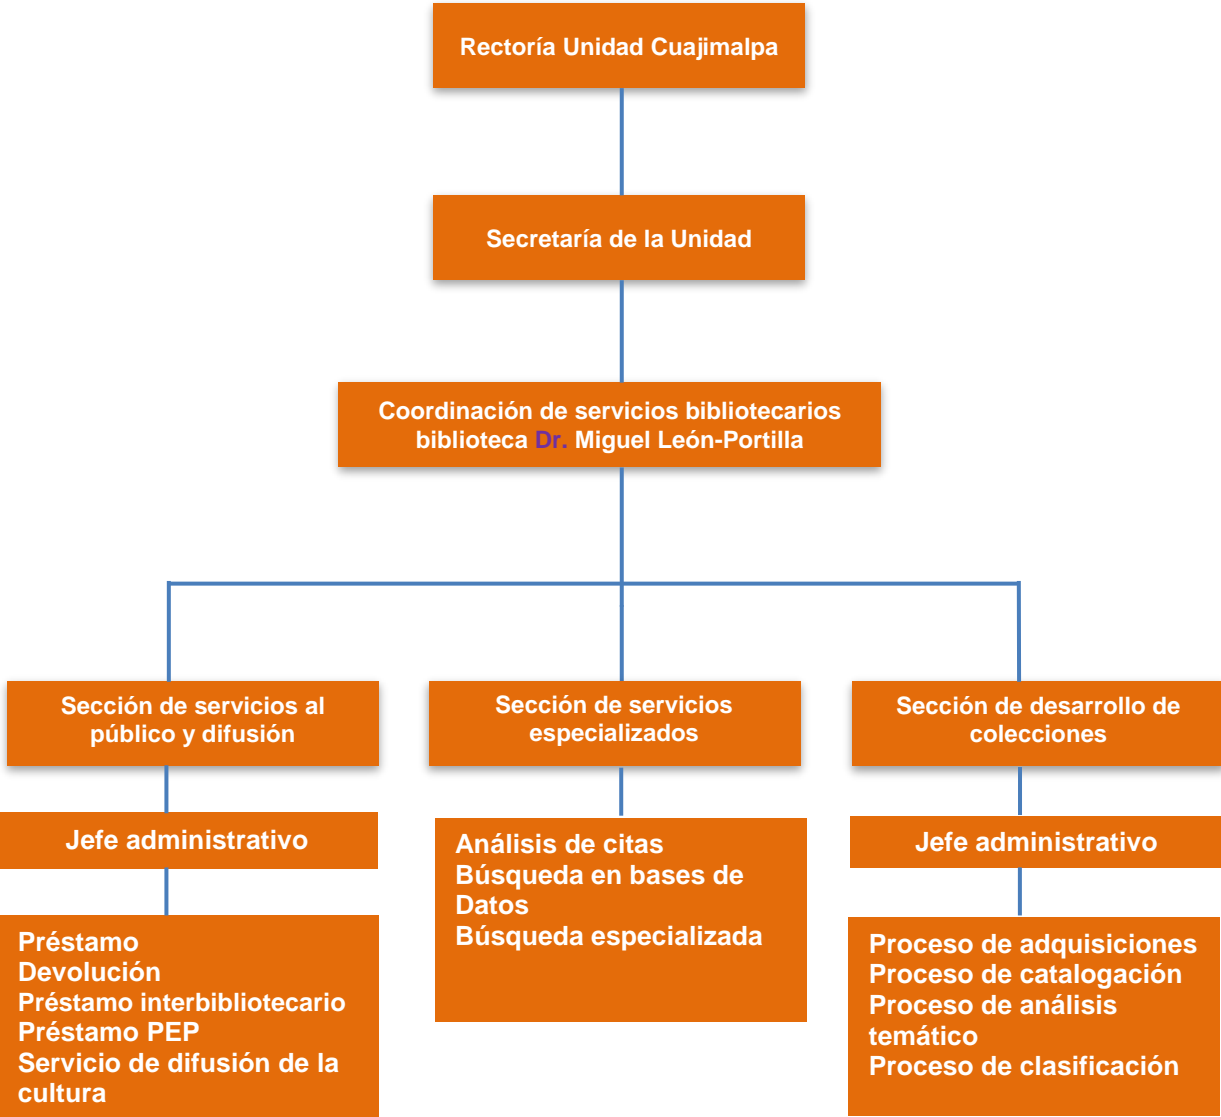 Rectoría Unidad Cuajimalpa
Secretaría de la Unidad
Coordinación de servicios bibliotecarios
biblioteca Dr. Miguel León-Portilla
Sección de servicios al
público y difusión
Sección de servicios
especializados
Sección de desarrollo de
colecciones
Jefe administrativo
Préstamo
Devolución
Préstamo interbibliotecario
Préstamo PEP
Servicio de difusión de la
cultura
Análisis de citas
Búsqueda en bases de
Datos
Búsqueda especializada
Jefe administrativo
Proceso de adquisiciones
Proceso de catalogación
Proceso de análisis
temático
Proceso de clasificación